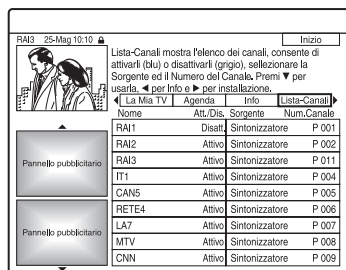 RAI3 25-Mag 10:10
Inizio
Lista-Canali mostra l'elenco dei canali, consente di
attivarli (blu) o disattivarli (grigio), sellezionare la
Sorgente ed il Numero del Canale. Premi ▼ per
usarla, ◀ per Info e ▶ per installazione.
La Mia TV Agenda Info Lista-Canali
Nome Att./Dis. Sorgente Num.Canale
RAI1 Disatt. Sintonizzatore P 001
RAI2 Attivo Sintonizzatore P 002
RAI3 Attivo Sintonizzatore P 011
IT1 Attivo Sintonizzatore P 004
CAN5 Attivo Sintonizzatore P 005
RETE4 Attivo Sintonizzatore P 006
LA7 Attivo Sintonizzatore P 007
MTV Attivo Sintonizzatore P 008
CNN Attivo Sintonizzatore P 009
Pannello pubblicitario
Pannello pubblicitario